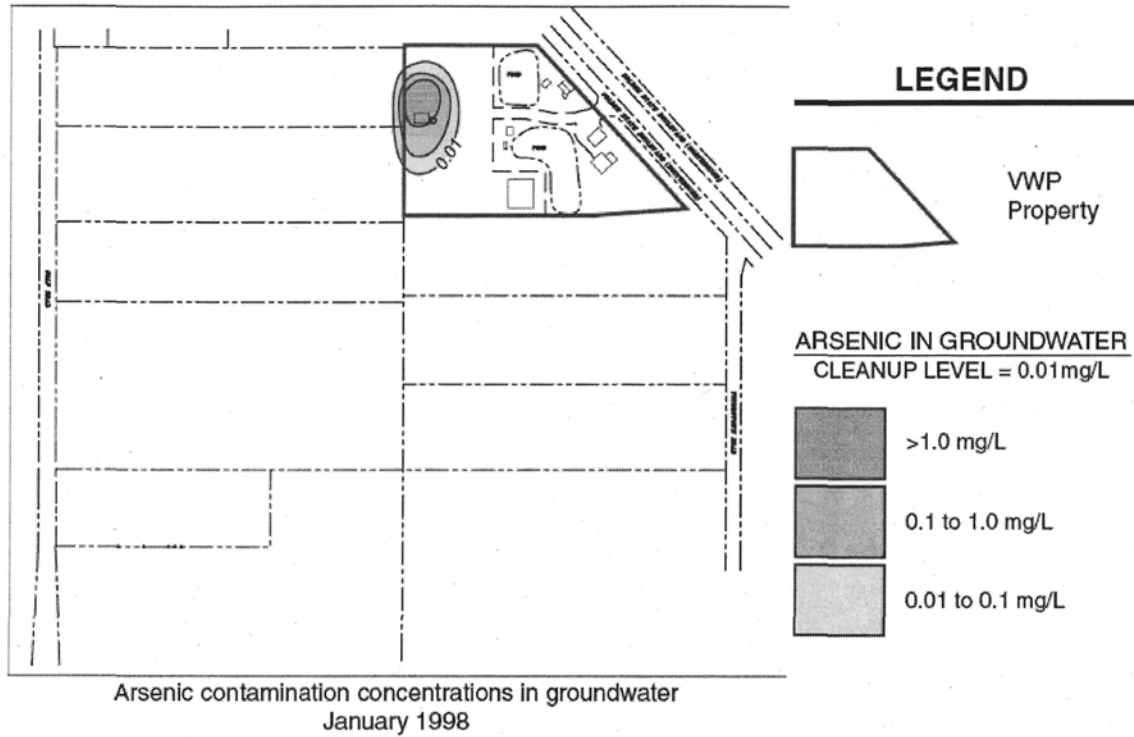 0.01
LEGEND
VWP
Property
ARSENIC IN GROUNDWATER
CLEANUP LEVEL = 0.01mg/L
>1.0 mg/L
0.1 to 1.0 mg/L
0.01 to 0.1 mg/L
Arsenic contamination concentrations in groundwater
January 1998